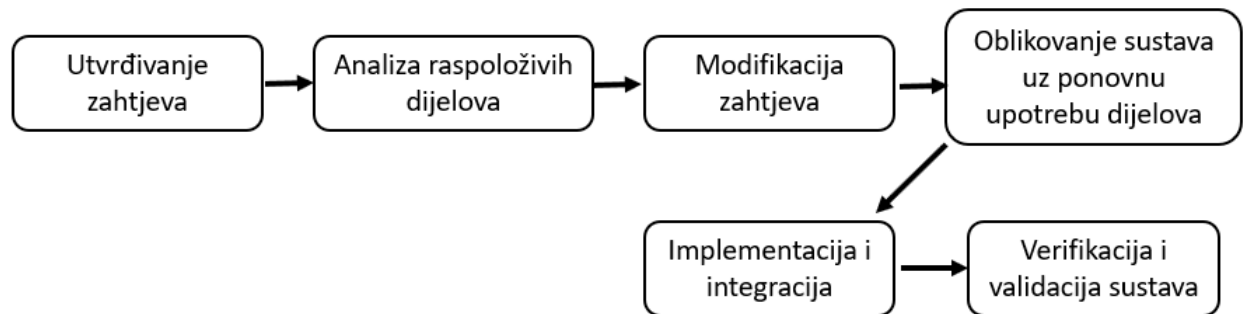 Utvrđivanje
zahtjeva
Analiza raspoloživih
dijelova
Modifikacija
zahtjeva
Oblikovanje sustava
uz ponovnu
upotrebu dijelova
Implementacija i
integracija
Verifikacija i
validacija sustava